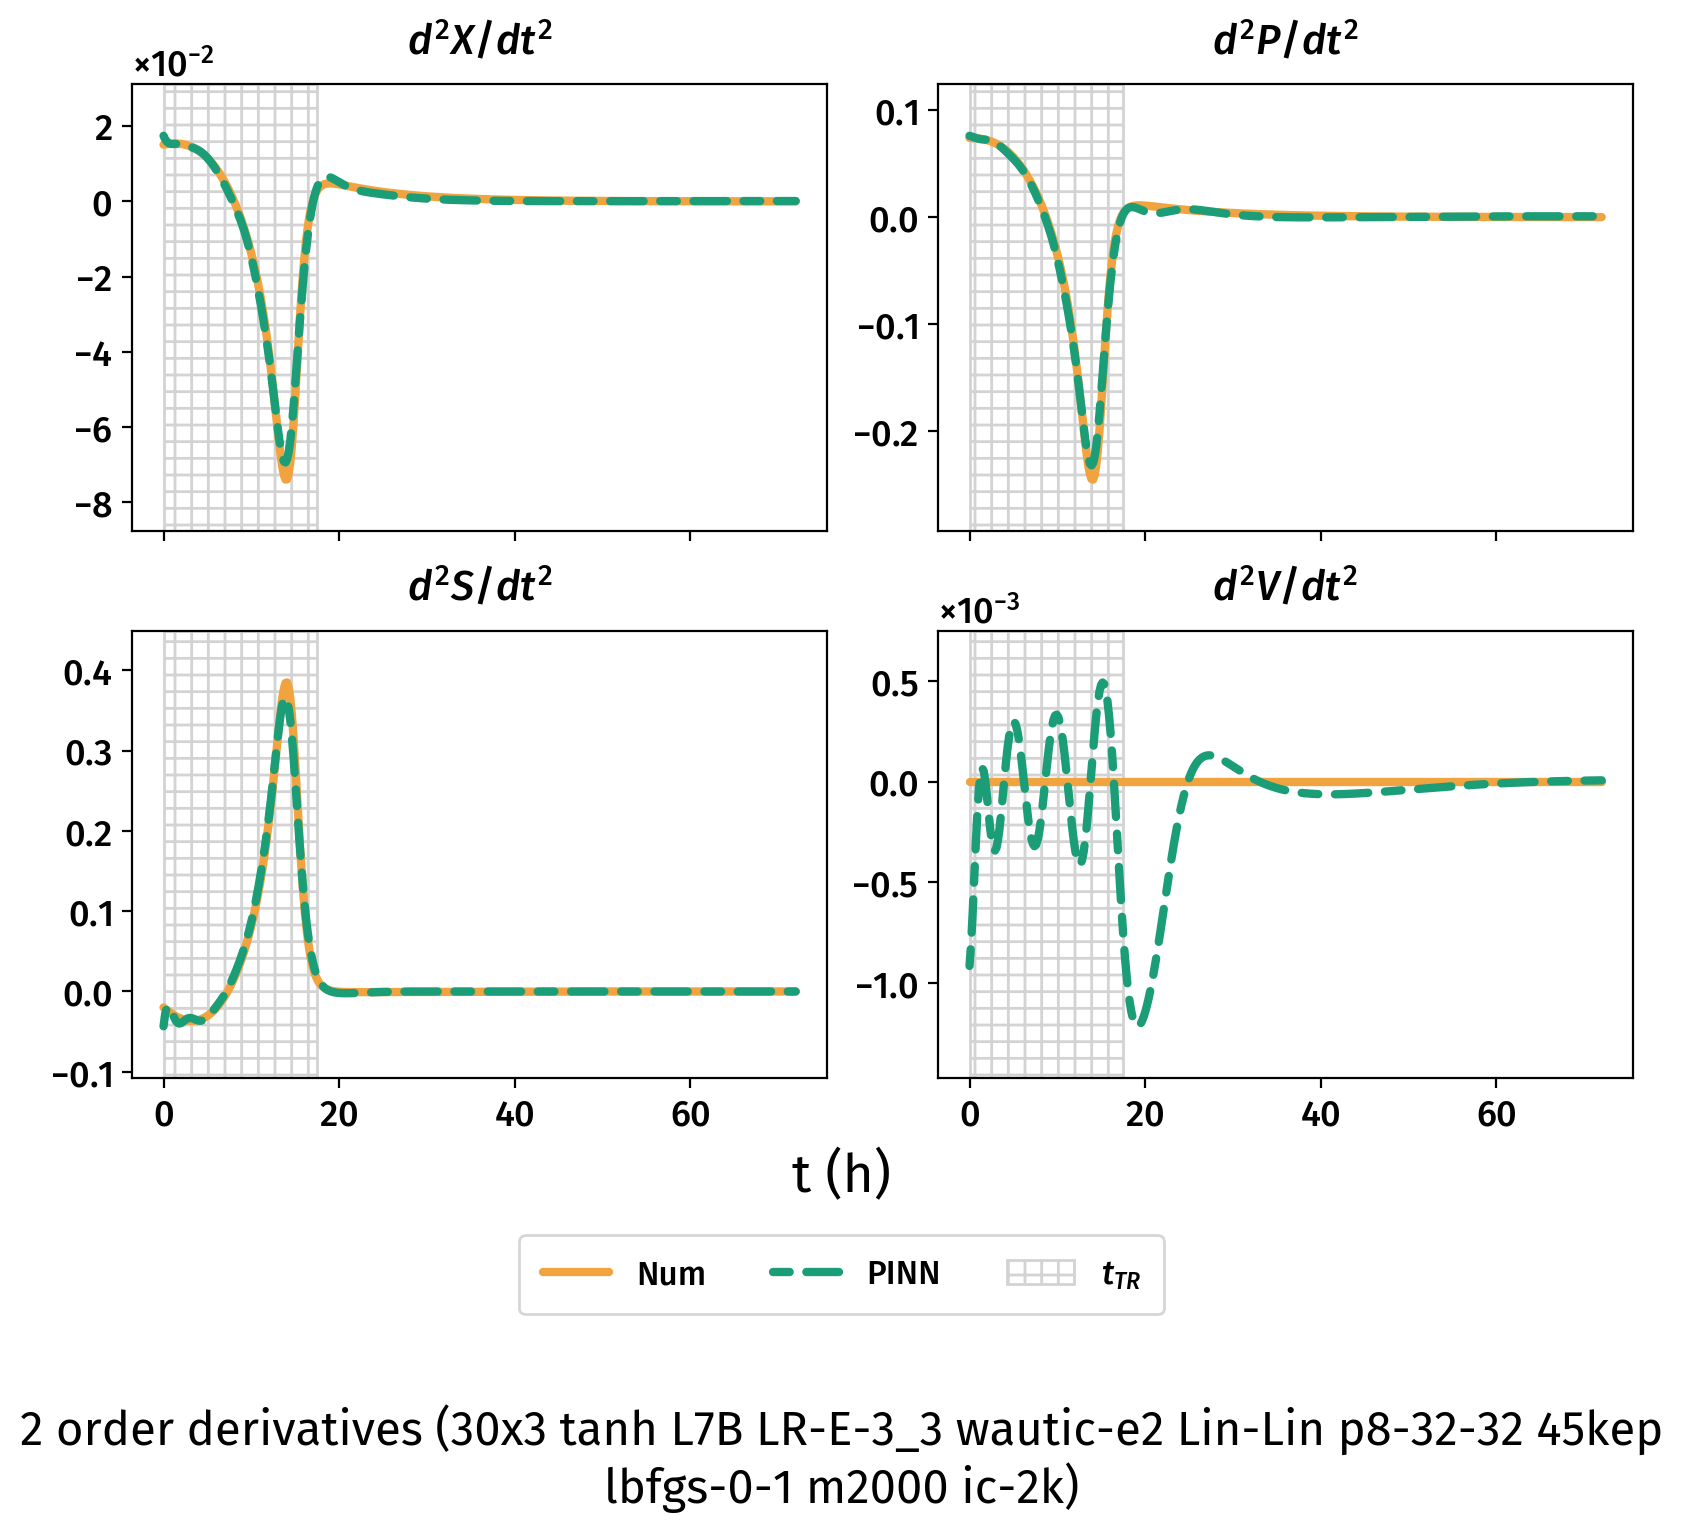 d²X/dt²
d²P/dt²
×10⁻²
2
0
−2
−4
−6
−8
0.1
0.0
−0.1
−0.2
d²S/dt²
d²V/dt²
×10⁻³
0.4
0.3
0.2
0.1
0.0
−0.1
0.5
0.0
−0.5
−1.0
0 20 40 60
0 20 40 60
t (h)
Num PINN t_TR
2 order derivatives (30x3 tanh L7B LR-E-3_3 wautic-e2 Lin-Lin p8-32-32 45kep
lbfgs-0-1 m2000 ic-2k)